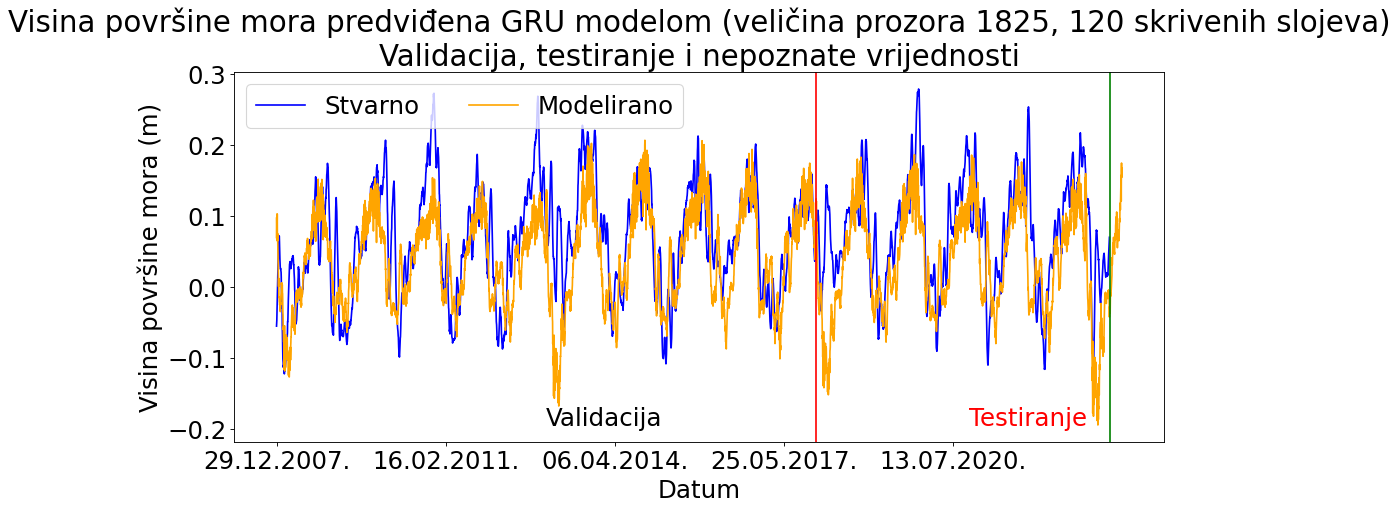 Visina površine mora predviđena GRU modelom (veličina prozora 1825, 120 skrivenih slojeva)
Validacija, testiranje i nepoznate vrijednosti
Stvarno
Modelirano
Visina površine mora (m)
0.3
0.2
0.1
0.0
−0.1
−0.2
Validacija
Testiranje
29.12.2007.
16.02.2011.
06.04.2014.
25.05.2017.
13.07.2020.
Datum